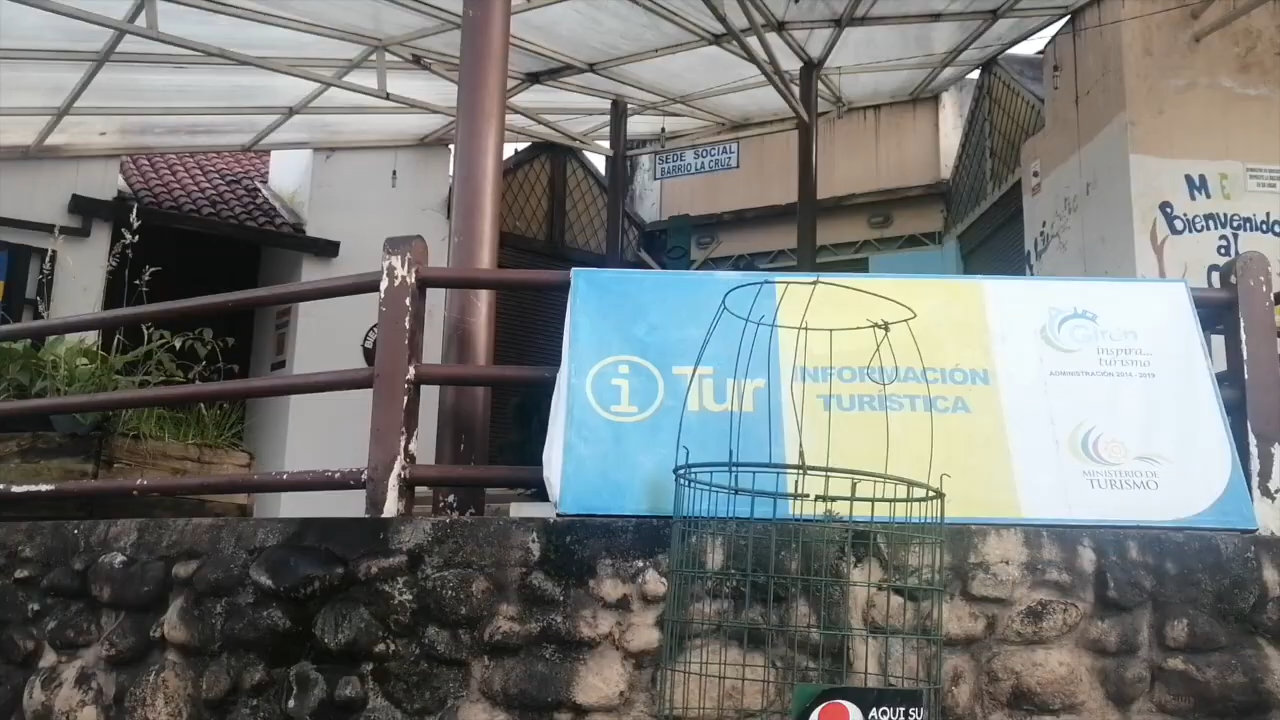 SEDE SOCIAL
BARRIO LA CRUZ
ME
Bienvenido
al
i Tur
INFORMACIÓN
TURÍSTICA
Girón
inspira...
turismo
ADMINISTRACIÓN 2014 - 2019
MINISTERIO DE
TURISMO
AQUI SU